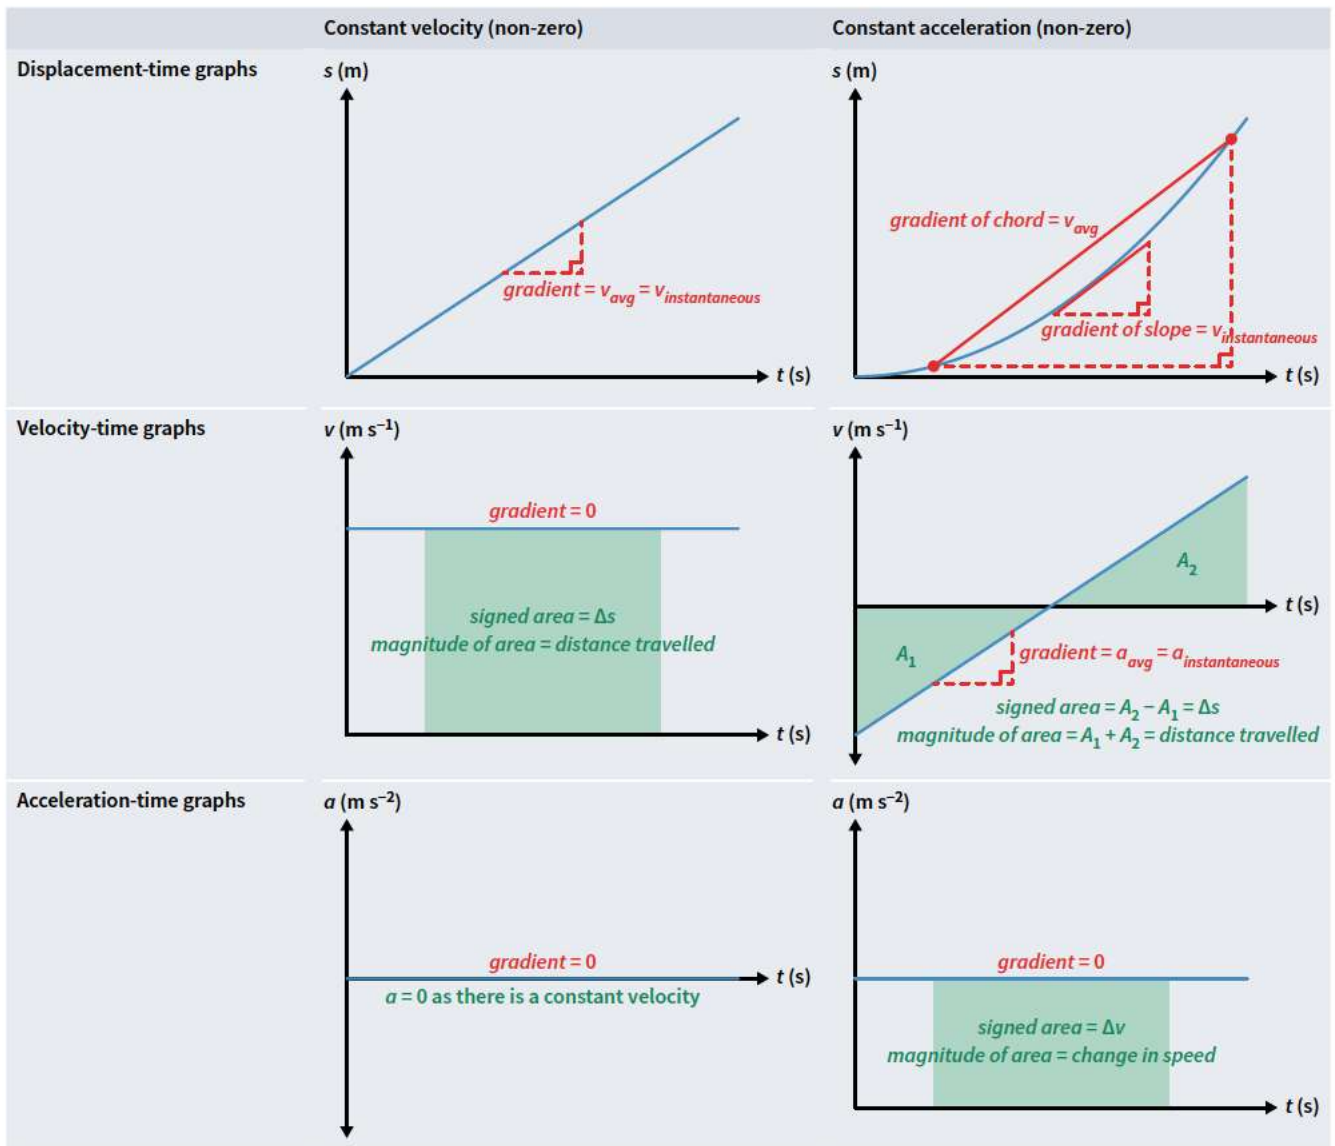 Constant velocity (non-zero)
Constant acceleration (non-zero)
Displacement-time graphs
s (m)
gradient = v_avg = v_instantaneous
t (s)
s (m)
gradient of chord = v_avg
gradient of slope = v_instantaneous
t (s)
Velocity-time graphs
v (m s⁻¹)
gradient = 0
signed area = Δs
magnitude of area = distance travelled
t (s)
v (m s⁻¹)
A₂
t (s)
A₁
gradient = a_avg = a_instantaneous
signed area = A₂ − A₁ = Δs
magnitude of area = A₁ + A₂ = distance travelled
Acceleration-time graphs
a (m s⁻²)
gradient = 0
t (s)
a = 0 as there is a constant velocity
a (m s⁻²)
gradient = 0
signed area = Δv
magnitude of area = change in speed
t (s)